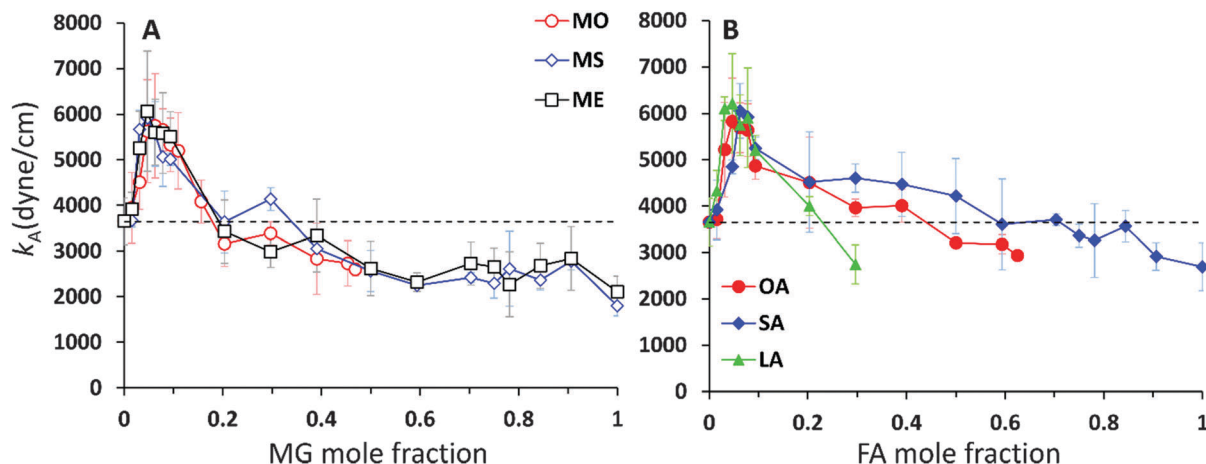 A
MO
MS
ME
8000
7000
6000
5000
4000
3000
2000
1000
0
kA(dyne/cm)
0 0.2 0.4 0.6 0.8 1
MG mole fraction
B
OA
SA
LA
8000
7000
6000
5000
4000
3000
2000
1000
0
0 0.2 0.4 0.6 0.8 1
FA mole fraction